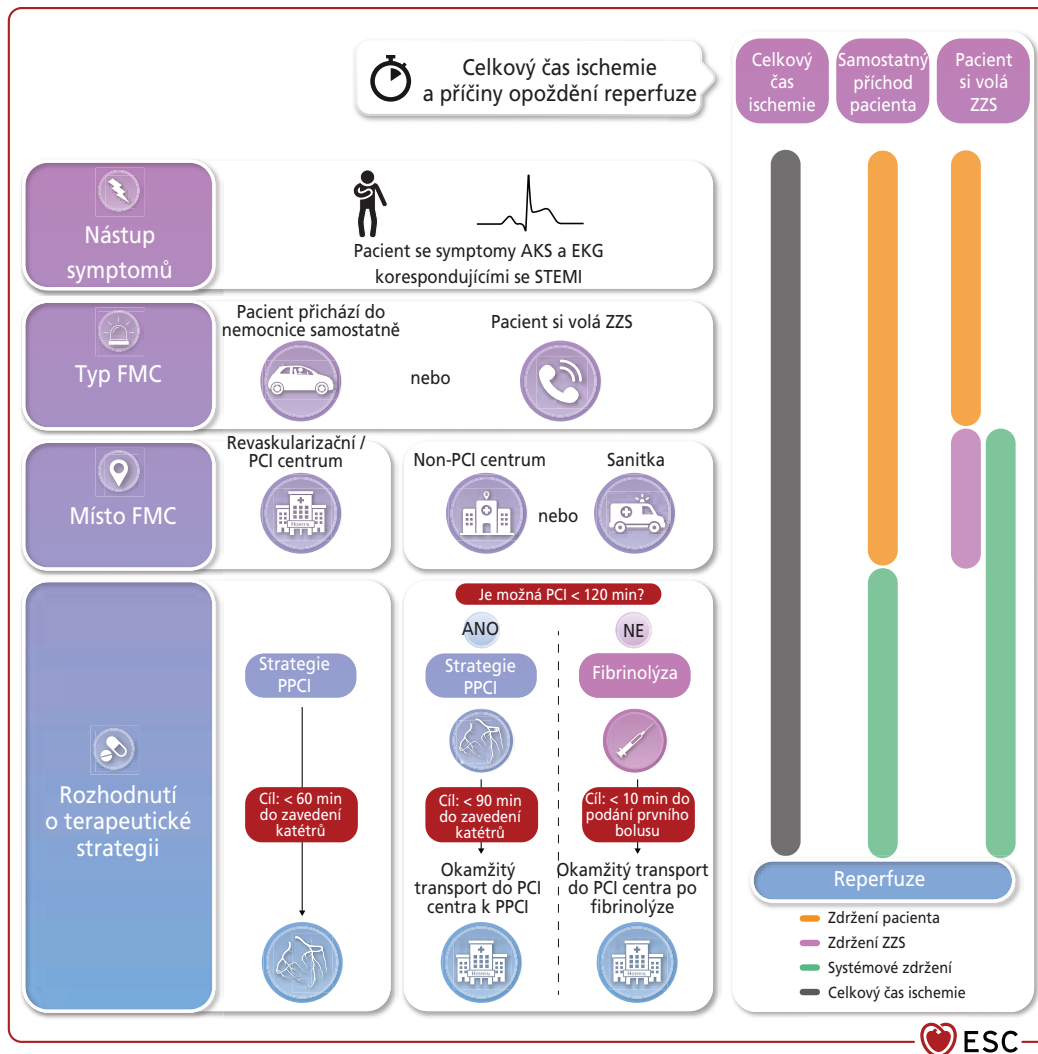 Celkový čas ischemie
a příčiny opoždění reperfuze
Celkový
čas
ischemie
Samostatný
příchod
pacienta
Pacient
si volá
ZZS
Nástup
symptomů
Pacient se symptomy AKS a EKG
korespondujícími se STEMI
Typ FMC
Pacient přichází do
nemocnice samostatně
nebo
Pacient si volá ZZS
Místo FMC
Revaskularizační /
PCI centrum
HOSPITAL
Non-PCI centrum
nebo
Sanitka
Rozhodnutí
o terapeutické
strategii
Strategie
PPCI
Cíl: < 60 min
do zavedení
katétrů
Je možná PCI < 120 min?
ANO
Strategie
PPCI
Cíl: < 90 min
do zavedení
katétrů
Okamžitý
transport do PCI
centra k PPCI
HOSPITAL
NE
Fibrinolýza
Cíl: < 10 min do
podání prvního
bolusu
Okamžitý transport
do PCI centra po
fibrinolýze
HOSPITAL
Reperfuze
Zdržení pacienta
Zdržení ZZS
Systémové zdržení
Celkový čas ischemie
ESC